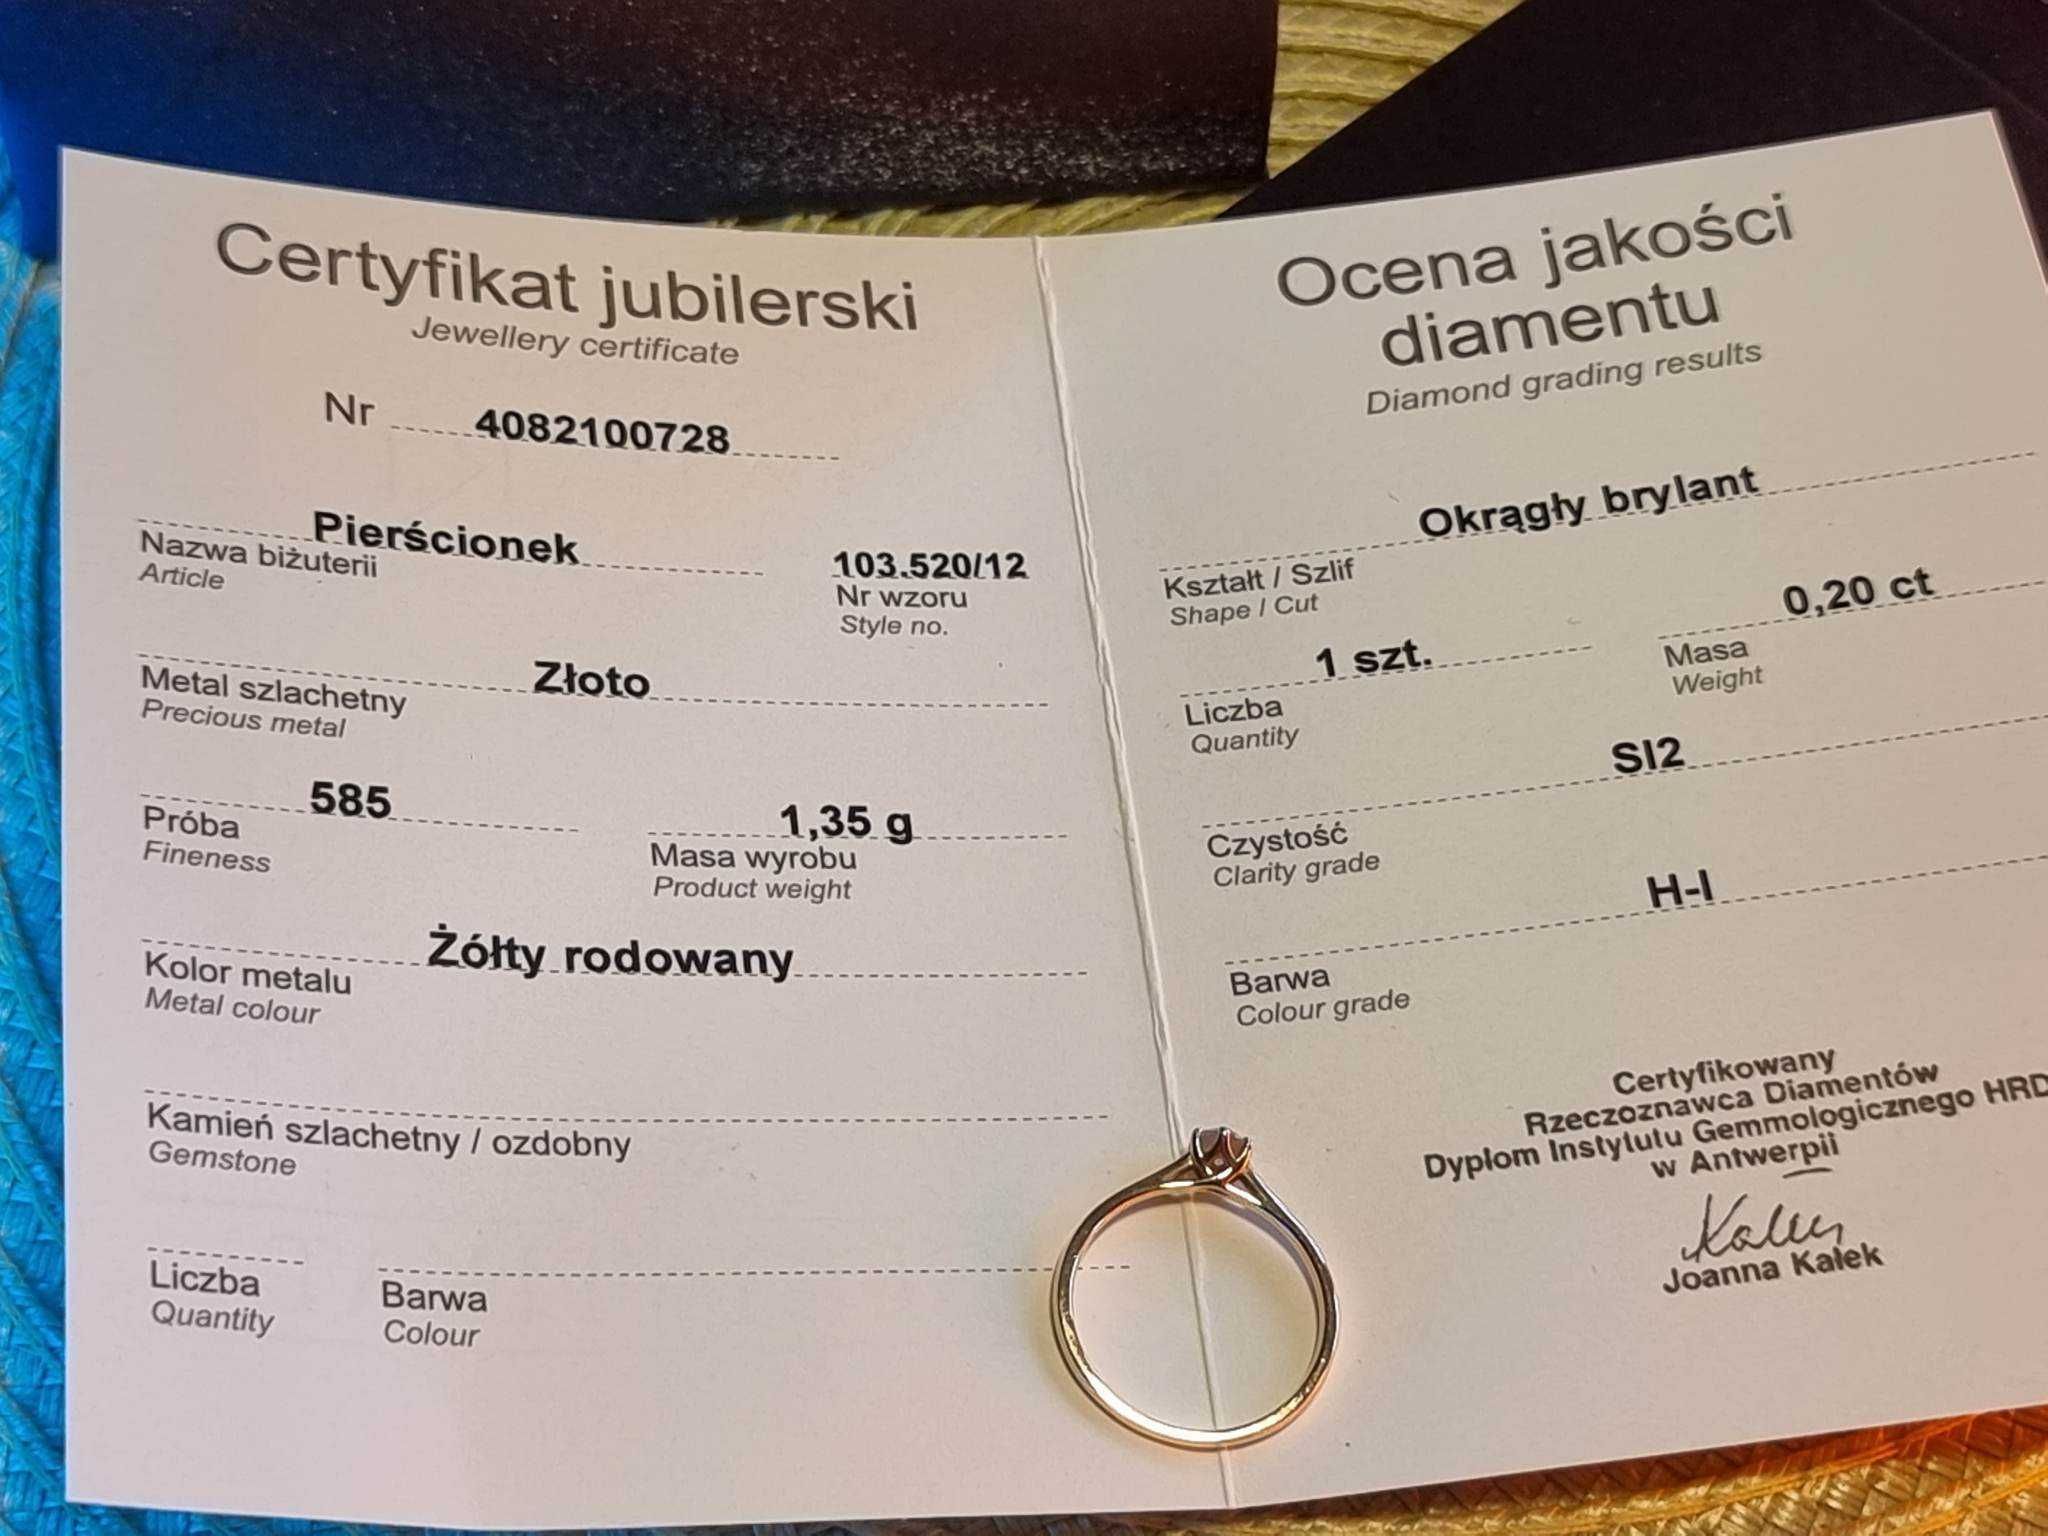 Certyfikat jubilerski
Jewellery certificate
Nr 4082100728
Pierścionek
Nazwa biżuterii
Article
103.520/12
Nr wzoru
Style no.
Złoto
Metal szlachetny
Precious metal
585
Próba
Fineness
1,35 g
Masa wyrobu
Product weight
Żółty rodowany
Kolor metalu
Metal colour
Kamień szlachetny / ozdobny
Gemstone
Liczba
Quantity
Barwa
Colour
Ocena jakości
diamentu
Diamond grading results
Okrągły brylant
Kształt / Szlif
Shape / Cut
1 szt.
Liczba
Quantity
0,20 ct
Masa
Weight
SI2
Czystość
Clarity grade
H-I
Barwa
Colour grade
Certyfikowany
Rzeczoznawca Diamentów
Dyplom Instytutu Gemmologicznego HRD
w Antwerpii
Joanna Kałek